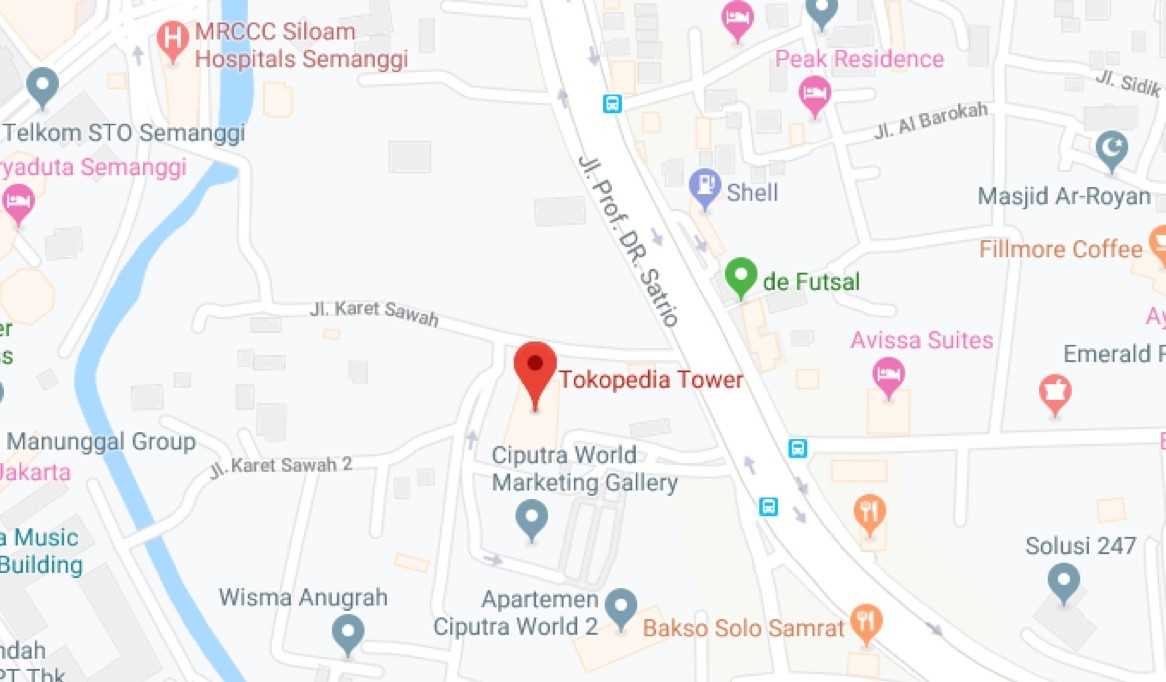 MRCCC Siloam
Hospitals Semanggi
Peak Residence
Jl. Sidik
Telkom STO Semanggi
Jl. Al Barokah
ryaduta Semanggi
Jl. Prof. DR. Satrio
Shell
Masjid Ar-Royan
Fillmore Coffee
de Futsal
Jl. Karet Sawah
er
ss
Avissa Suites
Ay
Emerald P
Tokopedia Tower
Manunggal Group
Jakarta
Jl. Karet Sawah 2
Ciputra World
Marketing Gallery
E
a Music
Building
Solusi 247
Wisma Anugrah
Apartemen
Ciputra World 2
Bakso Solo Samrat
ndah
PT Tbk